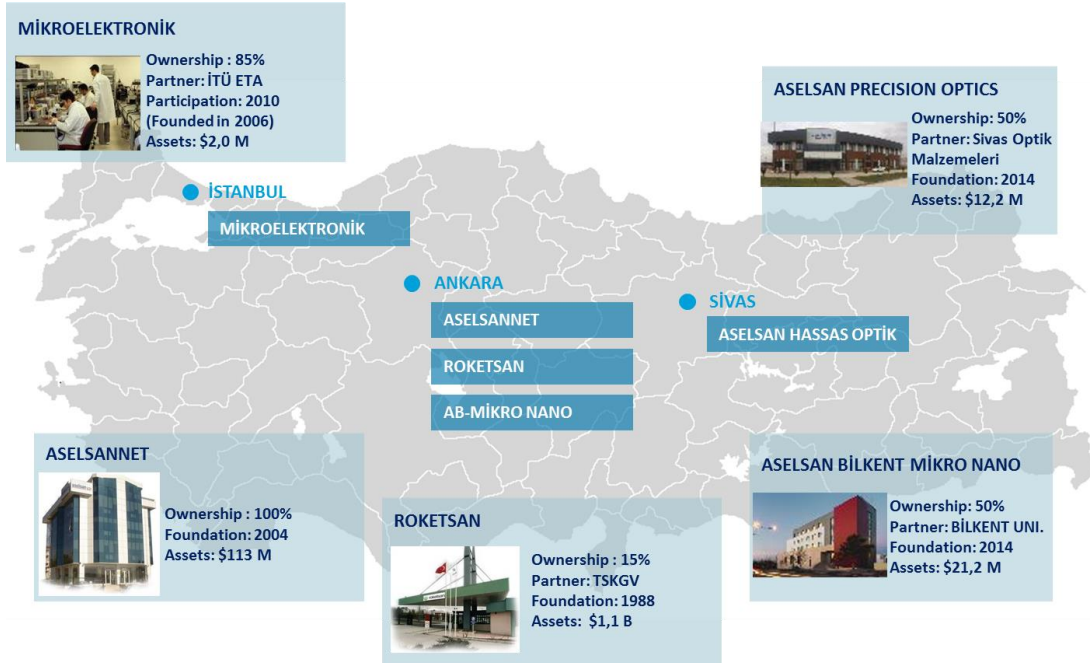 MİKROELEKTRONİK
Ownership : 85%
Partner: İTÜ ETA
Participation: 2010
(Founded in 2006)
Assets: $2,0 M
ASELSAN PRECISION OPTICS
Ownership: 50%
Partner: Sivas Optik
Malzemeleri
Foundation: 2014
Assets: $12,2 M
İSTANBUL
MİKROELEKTRONİK
ANKARA
ASELSANNET
ROKETSAN
AB-MİKRO NANO
SİVAS
ASELSAN HASSAS OPTİK
ASELSANNET
Ownership : 100%
Foundation: 2004
Assets: $113 M
ROKETSAN
Ownership : 15%
Partner: TSKGV
Foundation: 1988
Assets: $1,1 B
ASELSAN BİLKENT MİKRO NANO
Ownership: 50%
Partner: BİLKENT UNI.
Foundation: 2014
Assets: $21,2 M